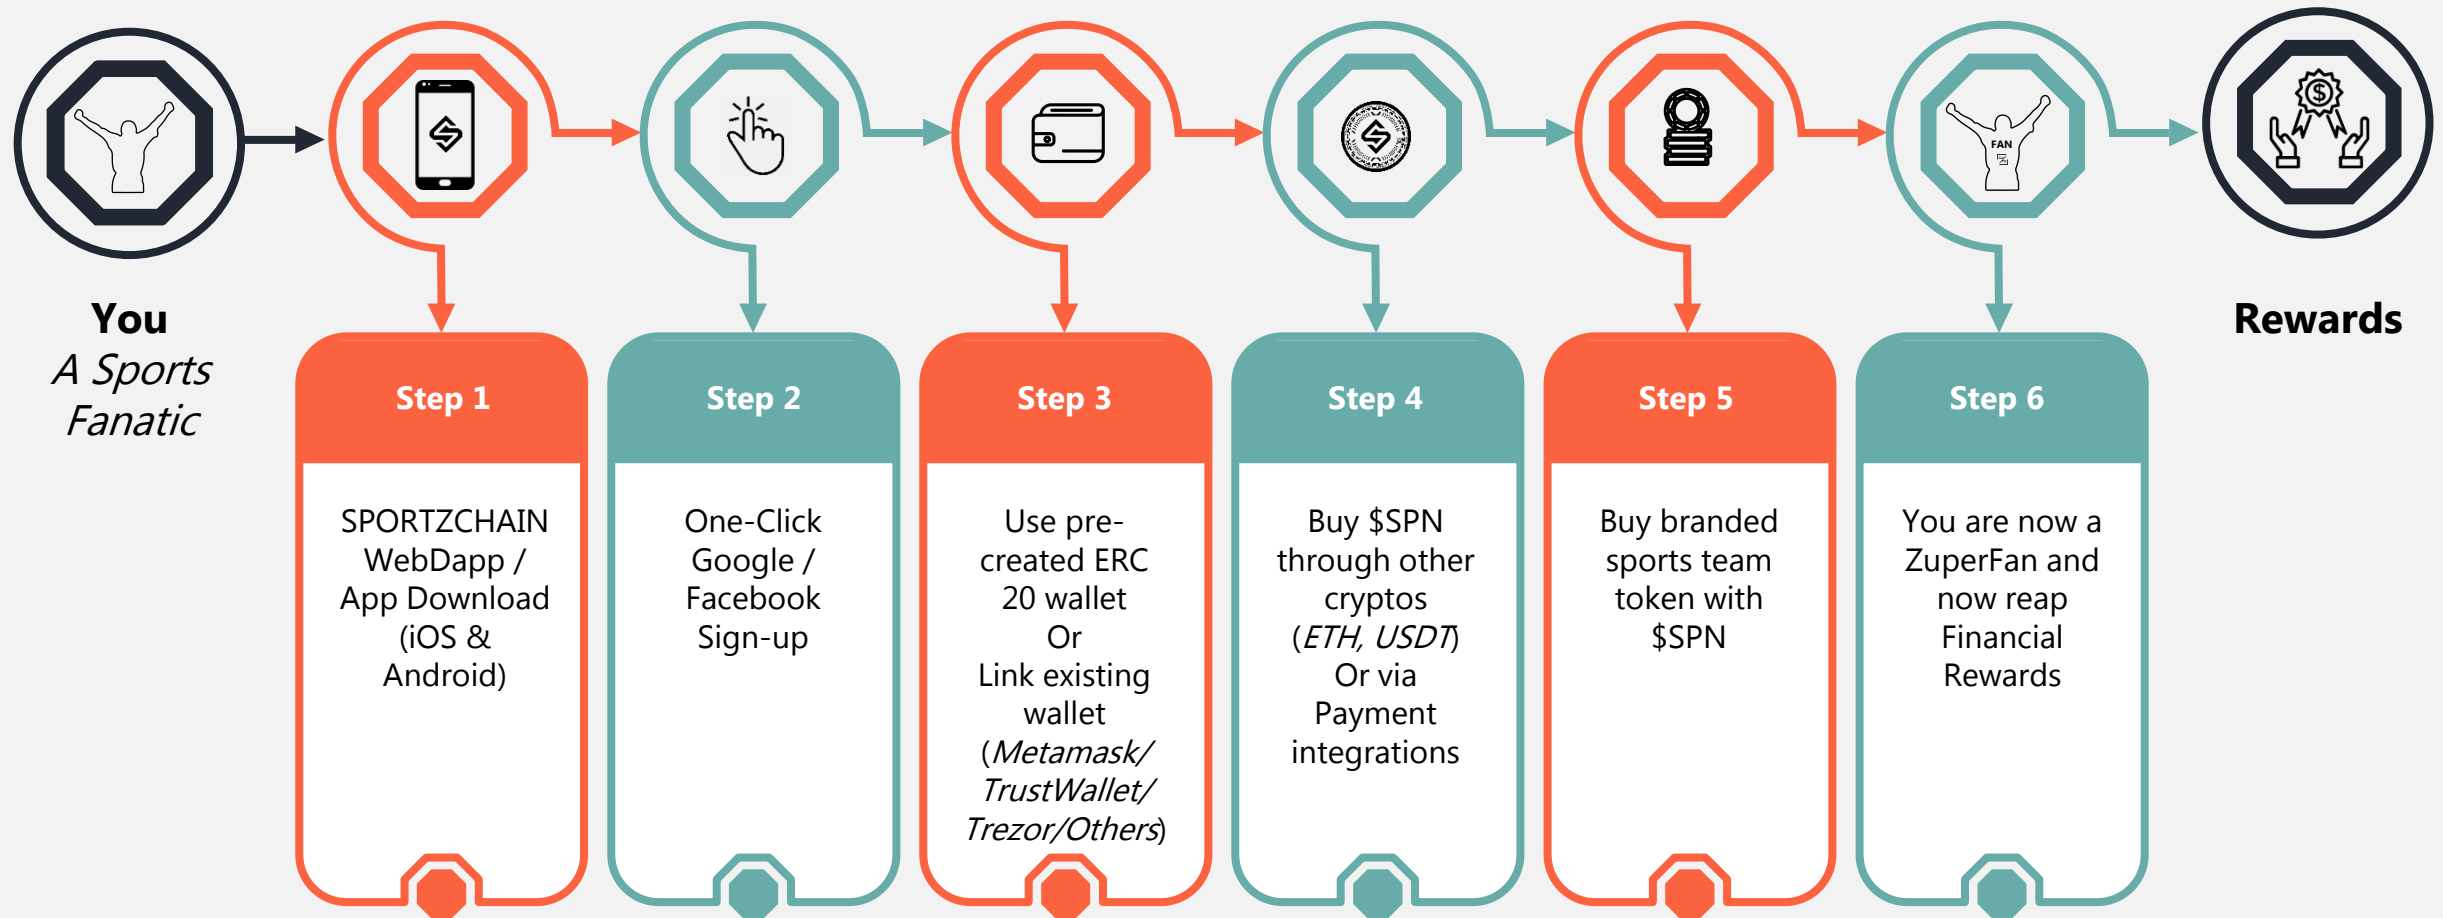 You
A Sports
Fanatic
Step 1
SPORTZCHAIN
WebDapp /
App Download
(iOS &
Android)
Step 2
One-Click
Google /
Facebook
Sign-up
Step 3
Use pre-
created ERC
20 wallet
Or
Link existing
wallet
(Metamask/
TrustWallet/
Trezor/Others)
Step 4
Buy $SPN
through other
cryptos
(ETH, USDT)
Or via
Payment
integrations
Step 5
Buy branded
sports team
token with
$SPN
FAN
Step 6
You are now a
ZuperFan and
now reap
Financial
Rewards
$
Rewards